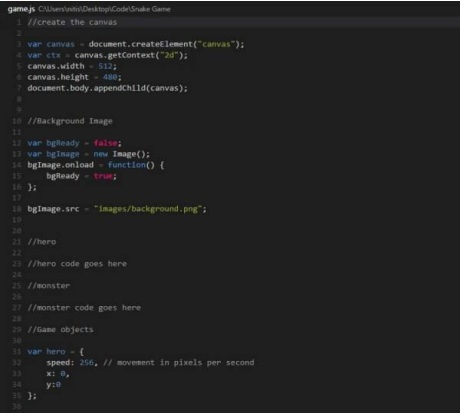 game.js C:\Users\nitis\Desktop\Code\Snake Game
1 //create the canvas
2
3 var canvas = document.createElement("canvas");
4 var ctx = canvas.getContext("2d");
5 canvas.width = 512;
6 canvas.height = 480;
7 document.body.appendChild(canvas);
8
9
10 //Background Image
11
12 var bgReady = false;
13 var bgImage = new Image();
14 bgImage.onload = function() {
15 bgReady = true;
16 };
17
18 bgImage.src = "images/background.png";
19
20
21 //hero
22
23 //hero code goes here
24
25 //monster
26
27 //monster code goes here
28
29 //Game objects
30
31 var hero = {
32 speed: 256, // movement in pixels per second
33 x: 0,
34 y:0
35 };
36